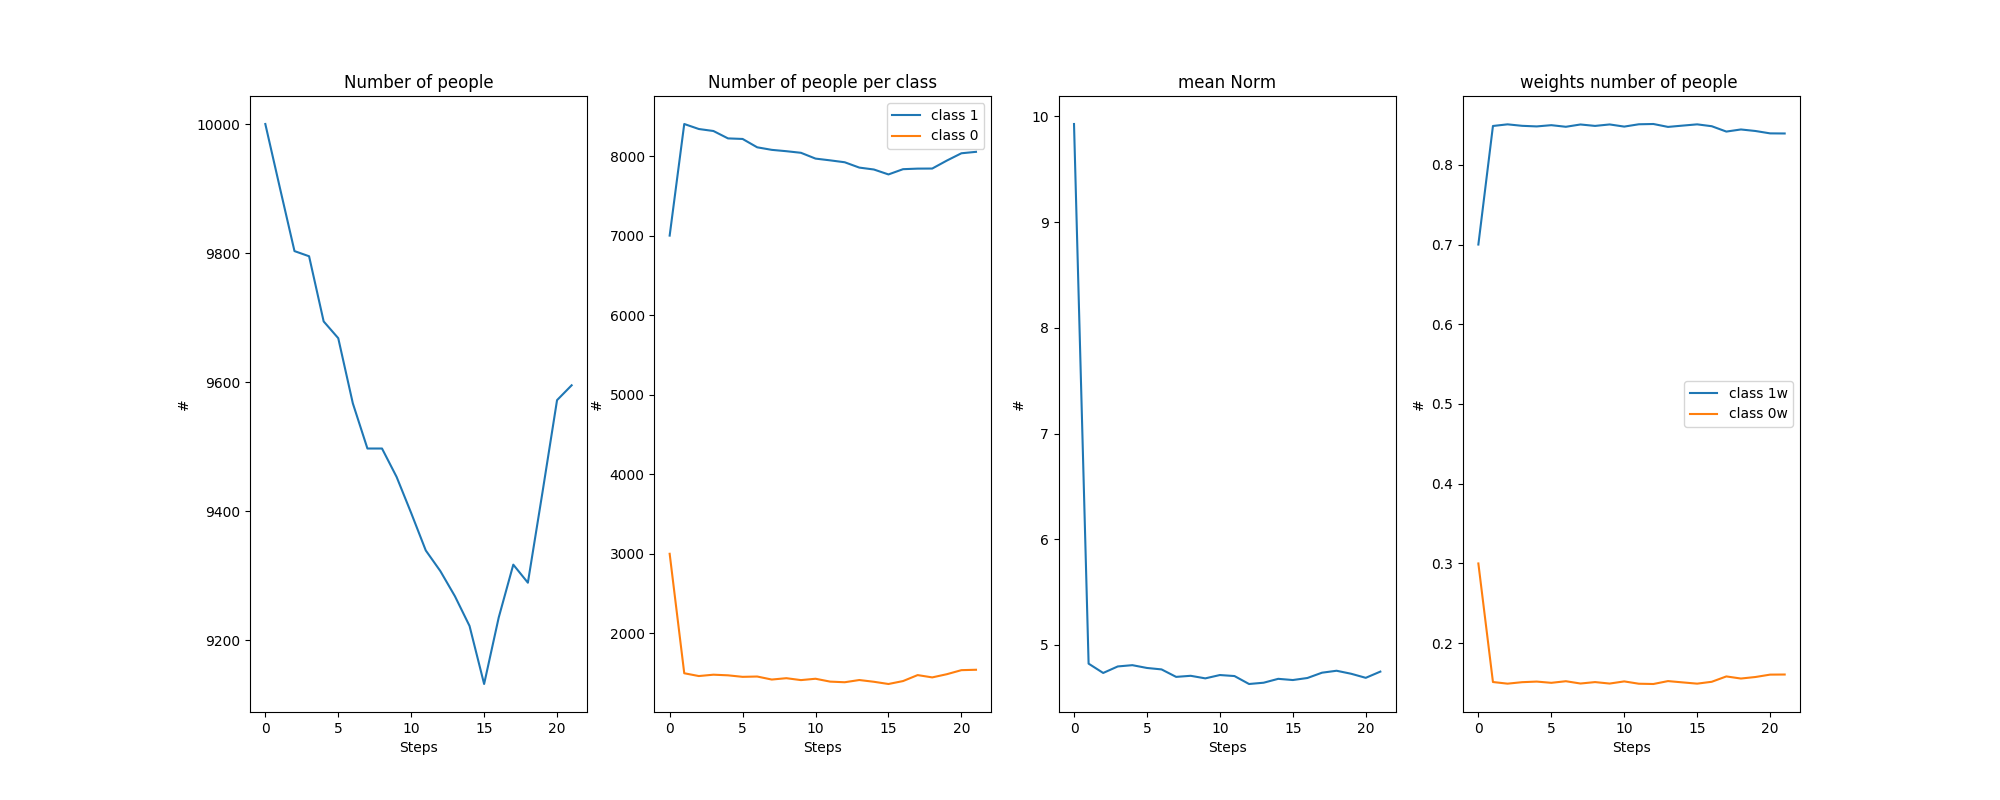 Number of people
10000
9800
9600
9400
9200
#
0 5 10 15 20
Steps
Number of people per class
class 1
class 0
8000
7000
6000
5000
4000
3000
2000
#
0 5 10 15 20
Steps
mean Norm
10
9
8
7
6
5
#
0 5 10 15 20
Steps
weights number of people
0.8
0.7
0.6
0.5
0.4
0.3
0.2
#
class 1w
class 0w
0 5 10 15 20
Steps